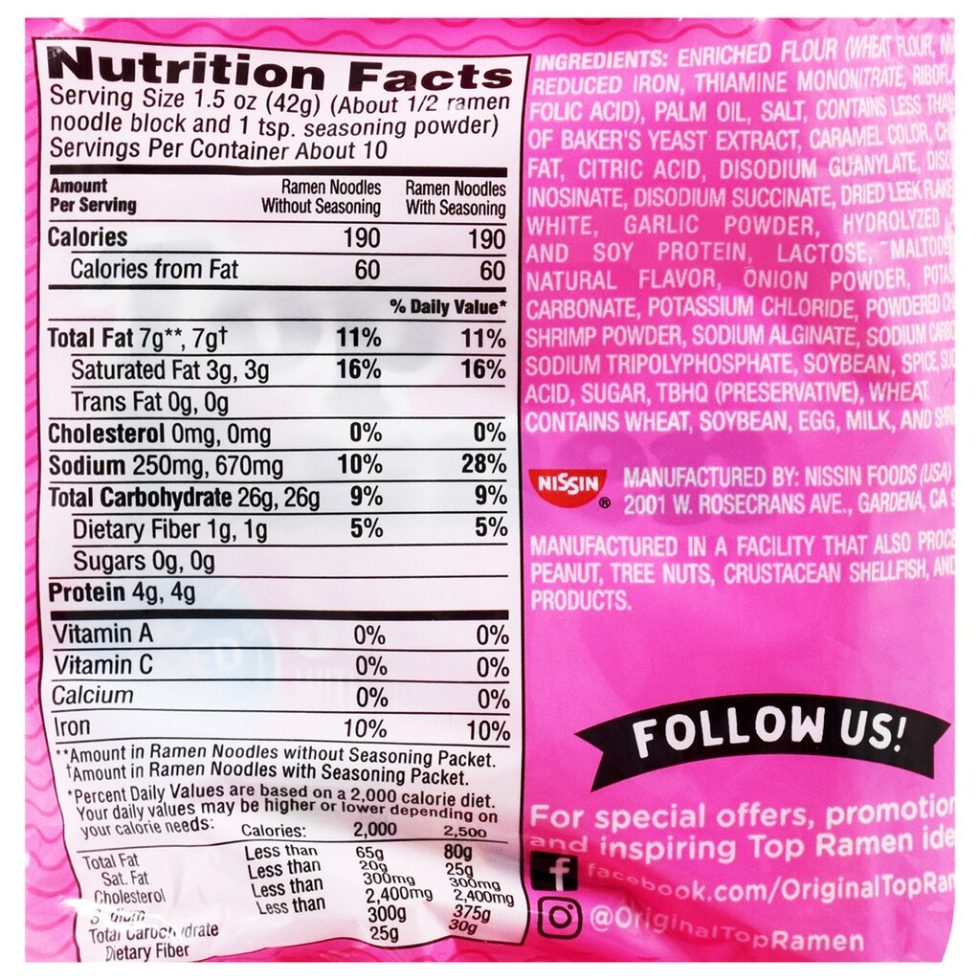 Nutrition Facts
Serving Size 1.5 oz (42g) (About 1/2 ramen
noodle block and 1 tsp. seasoning powder)
Servings Per Container About 10
Amount Per Serving Ramen Noodles Without Seasoning Ramen Noodles With Seasoning
Calories 190 190
Calories from Fat 60 60
% Daily Value*
Total Fat 7g**, 7g† 11% 11%
Saturated Fat 3g, 3g 16% 16%
Trans Fat 0g, 0g
Cholesterol 0mg, 0mg 0% 0%
Sodium 250mg, 670mg 10% 28%
Total Carbohydrate 26g, 26g 9% 9%
Dietary Fiber 1g, 1g 5% 5%
Sugars 0g, 0g
Protein 4g, 4g
Vitamin A 0% 0%
Vitamin C 0% 0%
Calcium 0% 0%
Iron 10% 10%
**Amount in Ramen Noodles without Seasoning Packet.
†Amount in Ramen Noodles with Seasoning Packet.
*Percent Daily Values are based on a 2,000 calorie diet.
Your daily values may be higher or lower depending on
your calorie needs:
Calories: 2,000 2,500
Total Fat Less than 65g 80g
Sat. Fat Less than 20g 25g
Cholesterol Less than 300mg 300mg
Sodium Less than 2,400mg 2,400mg
Total Carbohydrate 300g 375g
Dietary Fiber 25g 30g
INGREDIENTS: ENRICHED FLOUR (WHEAT FLOUR,
REDUCED IRON, THIAMINE MONONITRATE,
FOLIC ACID), PALM OIL, SALT, CONTAINS LESS
OF BAKER'S YEAST EXTRACT, CARAMEL COLOR,
FAT, CITRIC ACID, DISODIUM GUANYLATE,
INOSINATE, DISODIUM SUCCINATE, DRIED LEEK
WHITE, GARLIC POWDER, HYDROLYZED
AND SOY PROTEIN, LACTOSE,
NATURAL FLAVOR, ONION POWDER,
CARBONATE, POTASSIUM CHLORIDE, POWDERED
SHRIMP POWDER, SODIUM ALGINATE, SODIUM
SODIUM TRIPOLYPHOSPHATE, SOYBEAN, SPICE,
ACID, SUGAR, TBHQ (PRESERVATIVE), WHEAT.
CONTAINS WHEAT, SOYBEAN, EGG, MILK, AND
NISSIN ®
MANUFACTURED BY: NISSIN FOODS (USA)
2001 W. ROSECRANS AVE., GARDENA, CA
MANUFACTURED IN A FACILITY THAT ALSO
PEANUT, TREE NUTS, CRUSTACEAN SHELLFISH,
PRODUCTS.
FOLLOW US!
For special offers,
and inspiring Top Ramen
f facebook.com/OriginalTopRam
@OriginalTopRamen